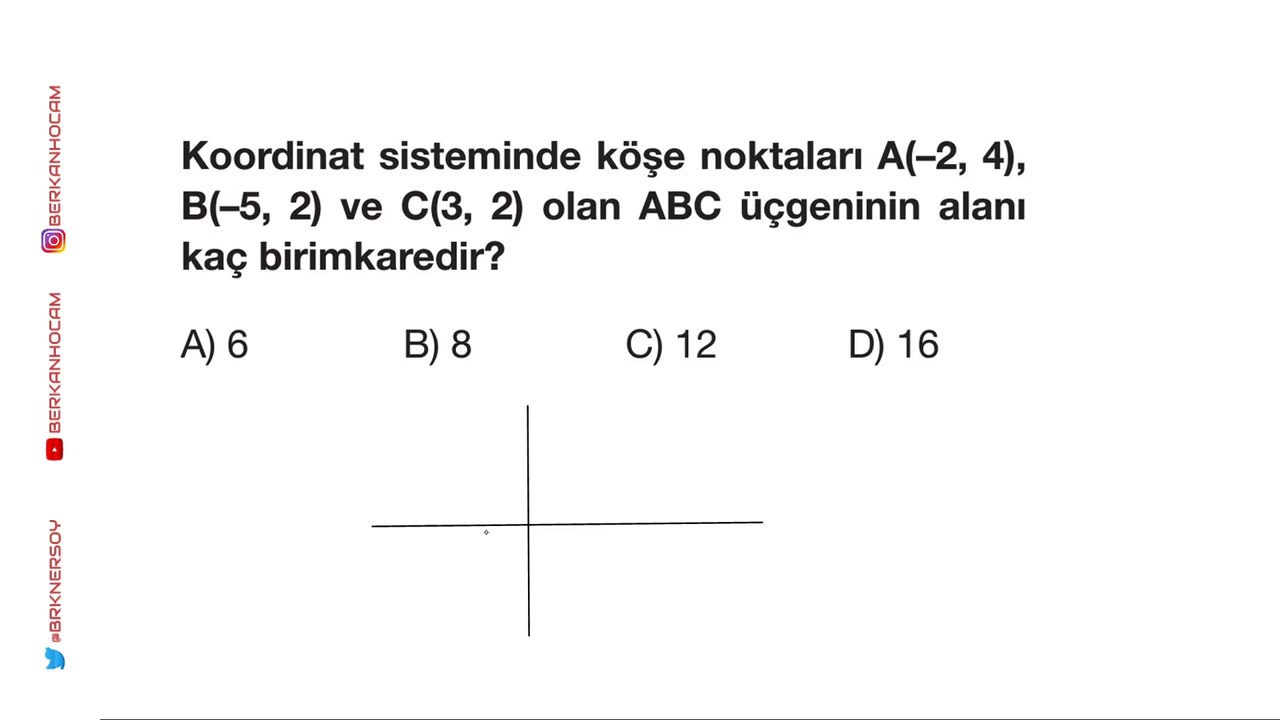 Koordinat sisteminde köşe noktaları A(–2, 4),
B(–5, 2) ve C(3, 2) olan ABC üçgeninin alanı
kaç birimkaredir?
A) 6 B) 8 C) 12 D) 16
BERKANHOCAM
BERKANHOCAM
@BRKNERSOY